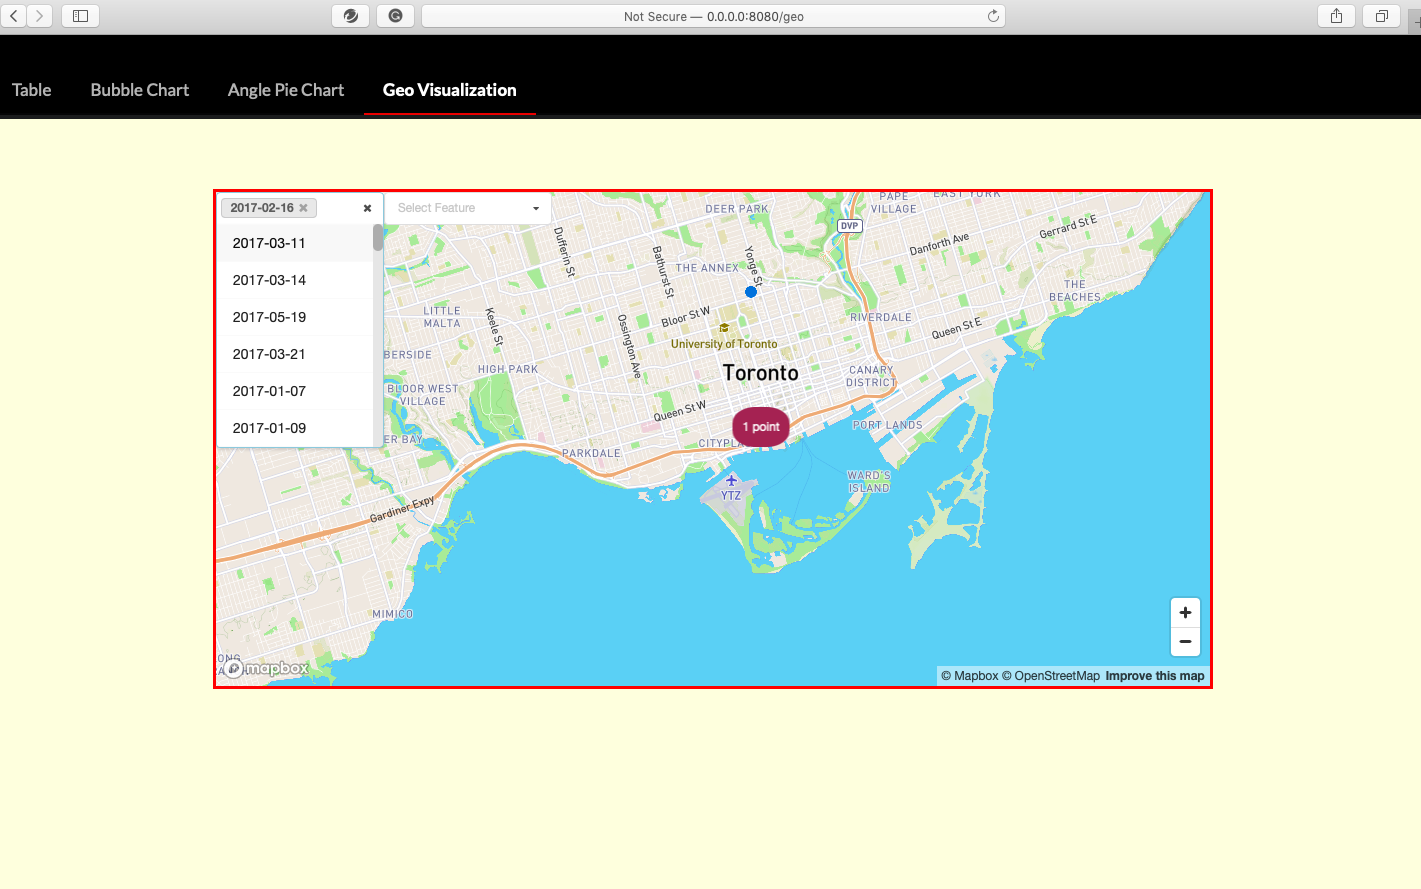 Not Secure — 0.0.0.0:8080/geo
Table
Bubble Chart
Angle Pie Chart
Geo Visualization
2017-02-16
Select Feature
2017-03-11
2017-03-14
2017-05-19
2017-03-21
2017-01-07
2017-01-09
DEER PARK
PAPE
VILLAGE
EAST YORK
DVP
Gerrard St E
Danforth Ave
Dufferin St
Bathurst St
Yonge St
THE ANNEX
THE
BEACHES
LITTLE
MALTA
Keele St
Ossington Ave
Bloor St W
RIVERDALE
Queen St E
University of Toronto
BERSIDE
HIGH PARK
Toronto
CANARY
DISTRICT
BLOOR WEST
VILLAGE
Queen St W
1 point
PORT LANDS
ER BAY
CITYPLA
PARKDALE
WARD'S
ISLAND
YTZ
Gardiner Expy
MIMICO
ONG
mapbox
© Mapbox © OpenStreetMap Improve this map